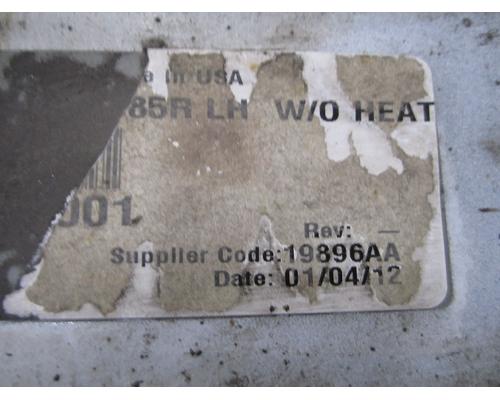 In USA
85R LH W/O HEAT
001
Rev: —
Supplier Code:19896AA
Date: 01/04/12